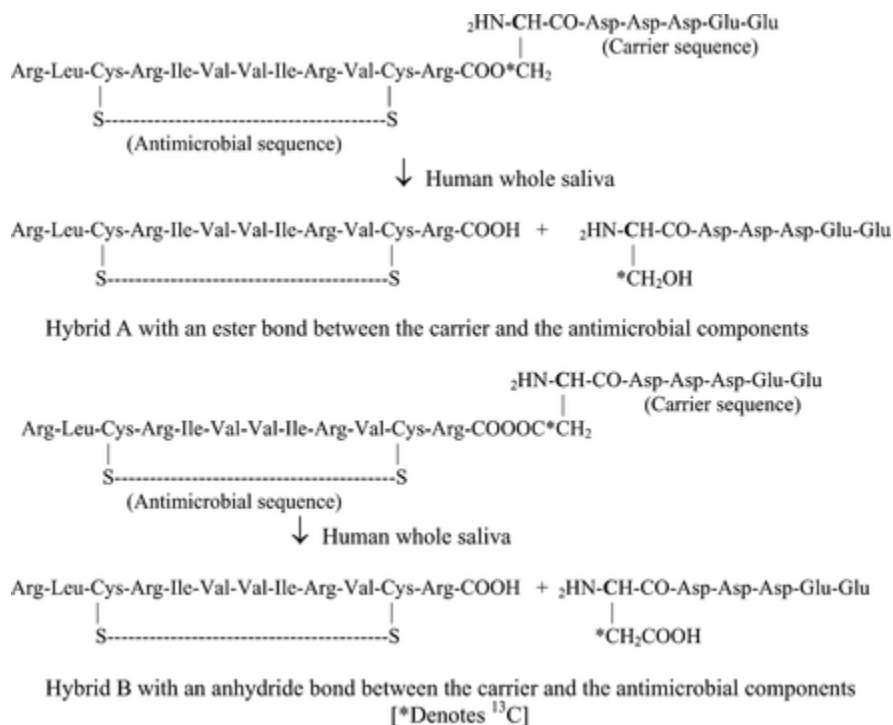 ₂HN-CH-CO-Asp-Asp-Asp-Glu-Glu
(Carrier sequence)
Arg-Leu-Cys-Arg-Ile-Val-Val-Ile-Arg-Val-Cys-Arg-COO*CH₂
S----------------------------------------S
(Antimicrobial sequence)
↓ Human whole saliva
Arg-Leu-Cys-Arg-Ile-Val-Val-Ile-Arg-Val-Cys-Arg-COOH + ₂HN-CH-CO-Asp-Asp-Asp-Glu-Glu
S----------------------------------------S *CH₂OH
Hybrid A with an ester bond between the carrier and the antimicrobial components
₂HN-CH-CO-Asp-Asp-Asp-Glu-Glu
(Carrier sequence)
Arg-Leu-Cys-Arg-Ile-Val-Val-Ile-Arg-Val-Cys-Arg-COOOC*CH₂
S----------------------------------------S
(Antimicrobial sequence)
↓ Human whole saliva
Arg-Leu-Cys-Arg-Ile-Val-Val-Ile-Arg-Val-Cys-Arg-COOH + ₂HN-CH-CO-Asp-Asp-Asp-Glu-Glu
S----------------------------------------S *CH₂COOH
Hybrid B with an anhydride bond between the carrier and the antimicrobial components
[*Denotes ¹³C]